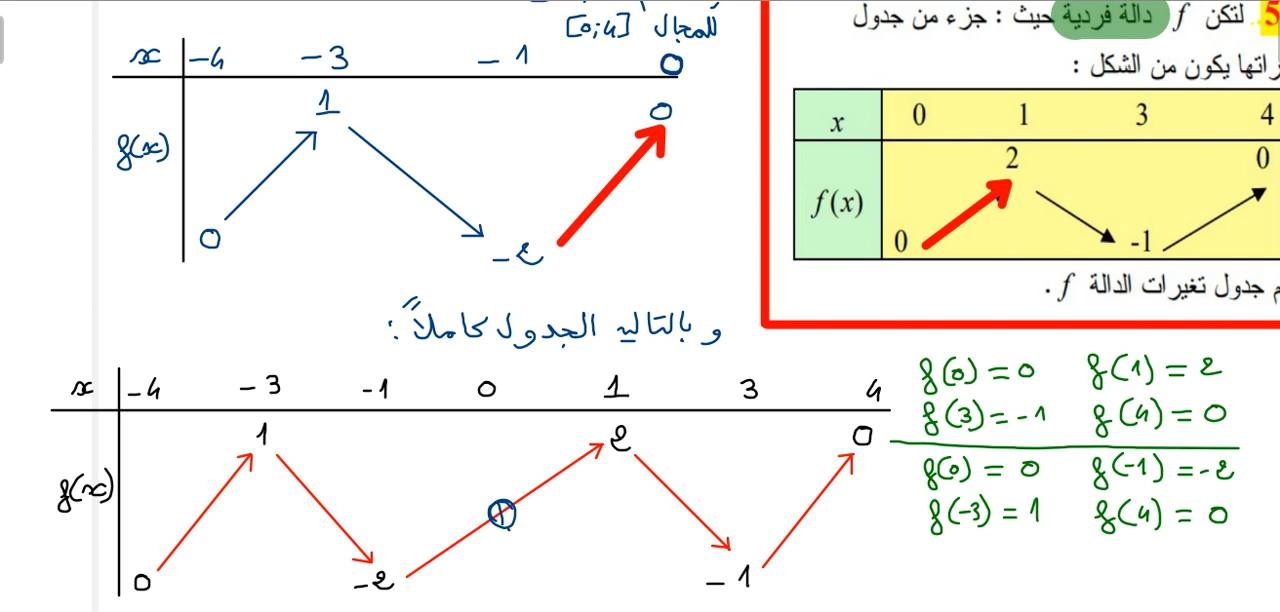 للمجال [0;4]
x -4 -3 -1 0
f(x) 0 1 -2 0
5. لتكن f دالة فردية حيث : جزء من جدول
راتها يكون من الشكل :
x 0 1 3 4
f(x) 0 2 -1 0
م جدول تغيرات الدالة f .
و بالتالي الجدول كاملاً :
x -4 -3 -1 0 1 3 4
f(x) 0 1 -2 0 2 -1 0
f(0) = 0 f(1) = 2
f(3) = -1 f(4) = 0
f(0) = 0 f(-1) = -2
f(-3) = 1 f(4) = 0